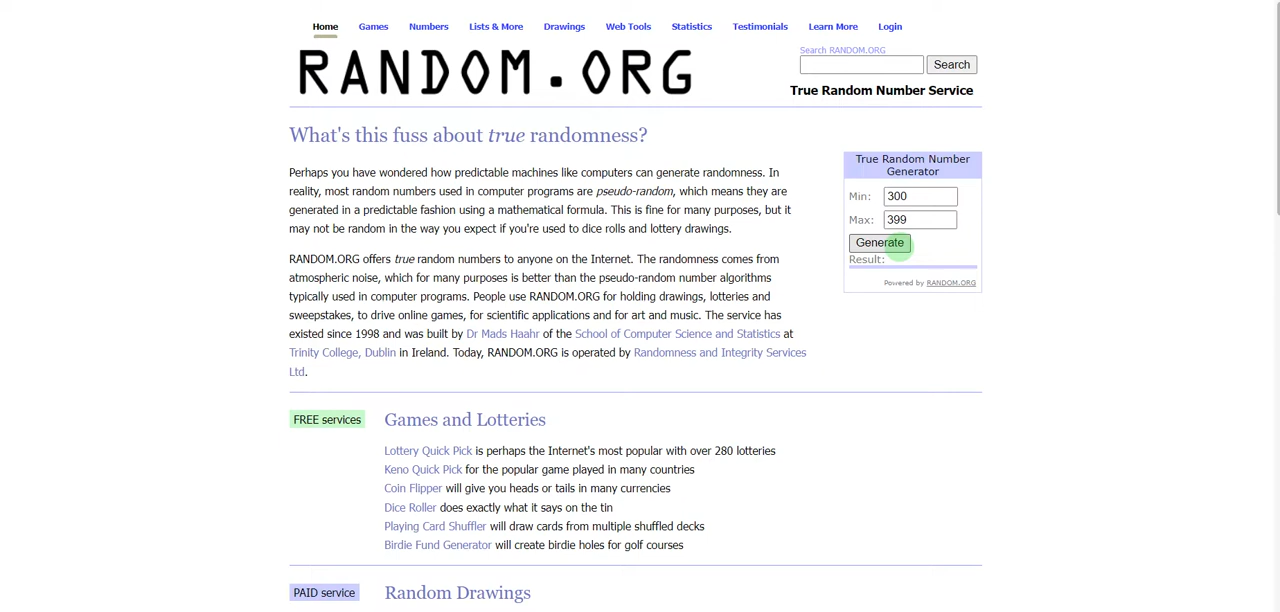 Home Games Numbers Lists & More Drawings Web Tools Statistics Testimonials Learn More Login
RANDOM.ORG
Search RANDOM.ORG
Search
True Random Number Service
What's this fuss about true randomness?
Perhaps you have wondered how predictable machines like computers can generate randomness. In
reality, most random numbers used in computer programs are pseudo-random, which means they are
generated in a predictable fashion using a mathematical formula. This is fine for many purposes, but it
may not be random in the way you expect if you're used to dice rolls and lottery drawings.
RANDOM.ORG offers true random numbers to anyone on the Internet. The randomness comes from
atmospheric noise, which for many purposes is better than the pseudo-random number algorithms
typically used in computer programs. People use RANDOM.ORG for holding drawings, lotteries and
sweepstakes, to drive online games, for scientific applications and for art and music. The service has
existed since 1998 and was built by Dr Mads Haahr of the School of Computer Science and Statistics at
Trinity College, Dublin in Ireland. Today, RANDOM.ORG is operated by Randomness and Integrity Services
Ltd.
True Random Number
Generator
Min: 300
Max: 399
Generate
Result:
Powered by RANDOM.ORG
FREE services
Games and Lotteries
Lottery Quick Pick is perhaps the Internet's most popular with over 280 lotteries
Keno Quick Pick for the popular game played in many countries
Coin Flipper will give you heads or tails in many currencies
Dice Roller does exactly what it says on the tin
Playing Card Shuffler will draw cards from multiple shuffled decks
Birdie Fund Generator will create birdie holes for golf courses
PAID service
Random Drawings